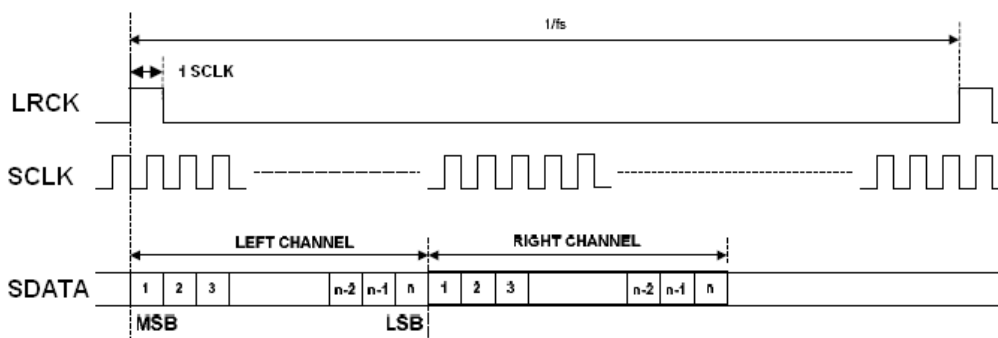 1/fs
1 SCLK
LRCK
SCLK
LEFT CHANNEL RIGHT CHANNEL
SDATA 1 2 3 n-2 n-1 n 1 2 3 n-2 n-1 n
MSB LSB